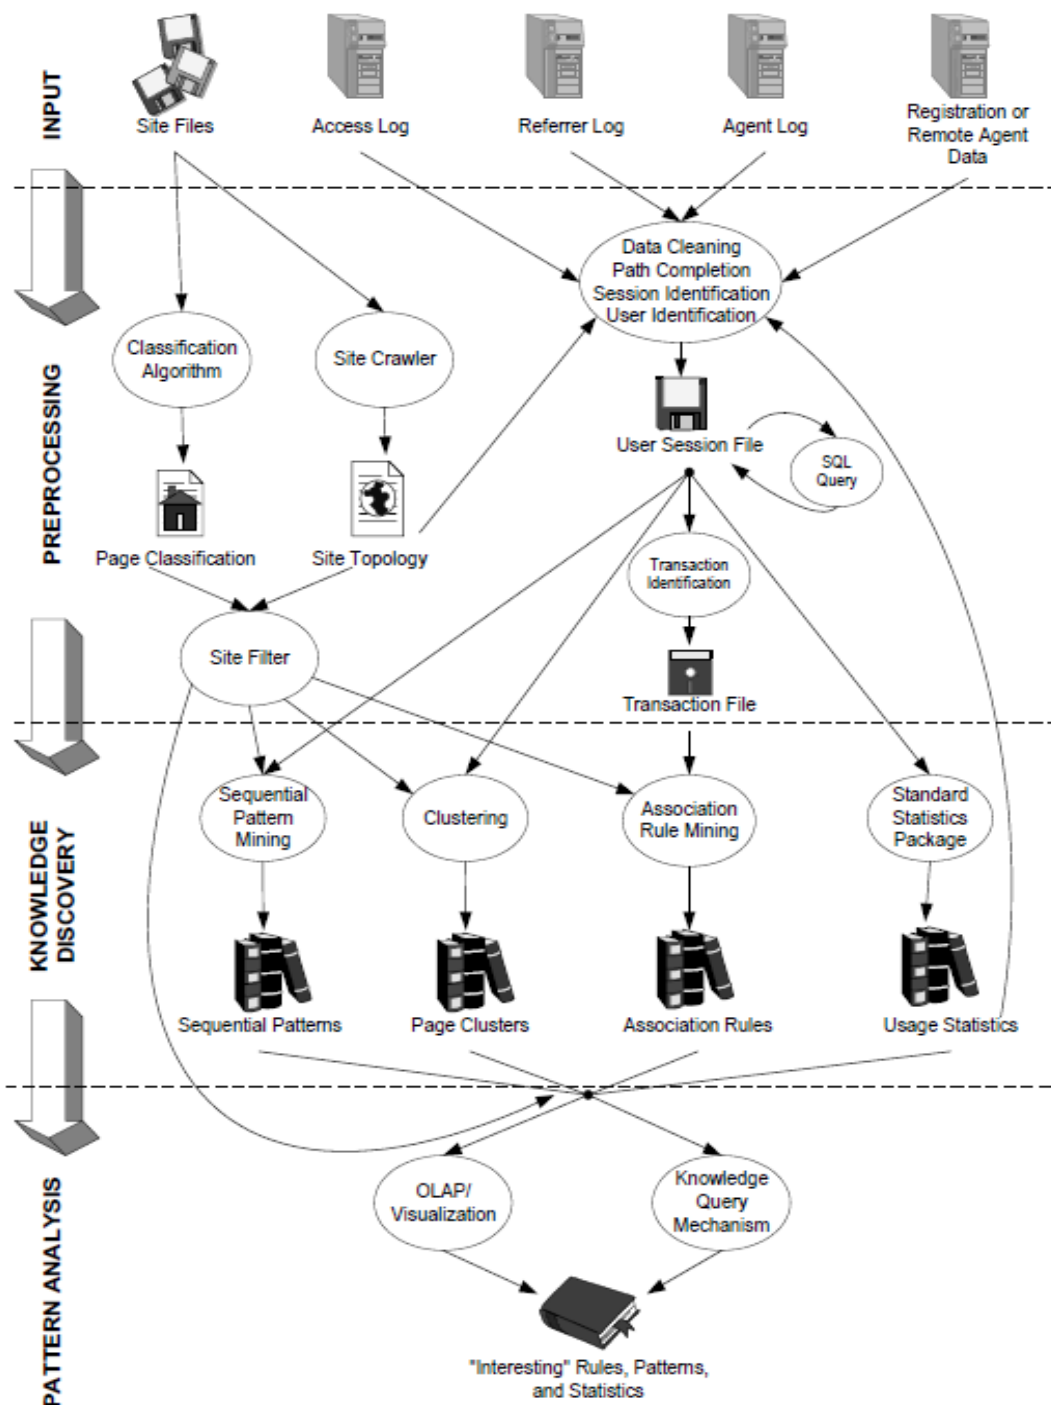 INPUT
Site Files
Access Log
Referrer Log
Agent Log
Registration or
Remote Agent
Data
Data Cleaning
Path Completion
Session Identification
User Identification
PREPROCESSING
Classification
Algorithm
Site Crawler
User Session File
SQL
Query
Page Classification
Site Topology
Transaction
Identification
Site Filter
Transaction File
KNOWLEDGE
DISCOVERY
Sequential
Pattern
Mining
Clustering
Association
Rule Mining
Standard
Statistics
Package
Sequential Patterns
Page Clusters
Association Rules
Usage Statistics
PATTERN ANALYSIS
OLAP/
Visualization
Knowledge
Query
Mechanism
"Interesting" Rules, Patterns,
and Statistics